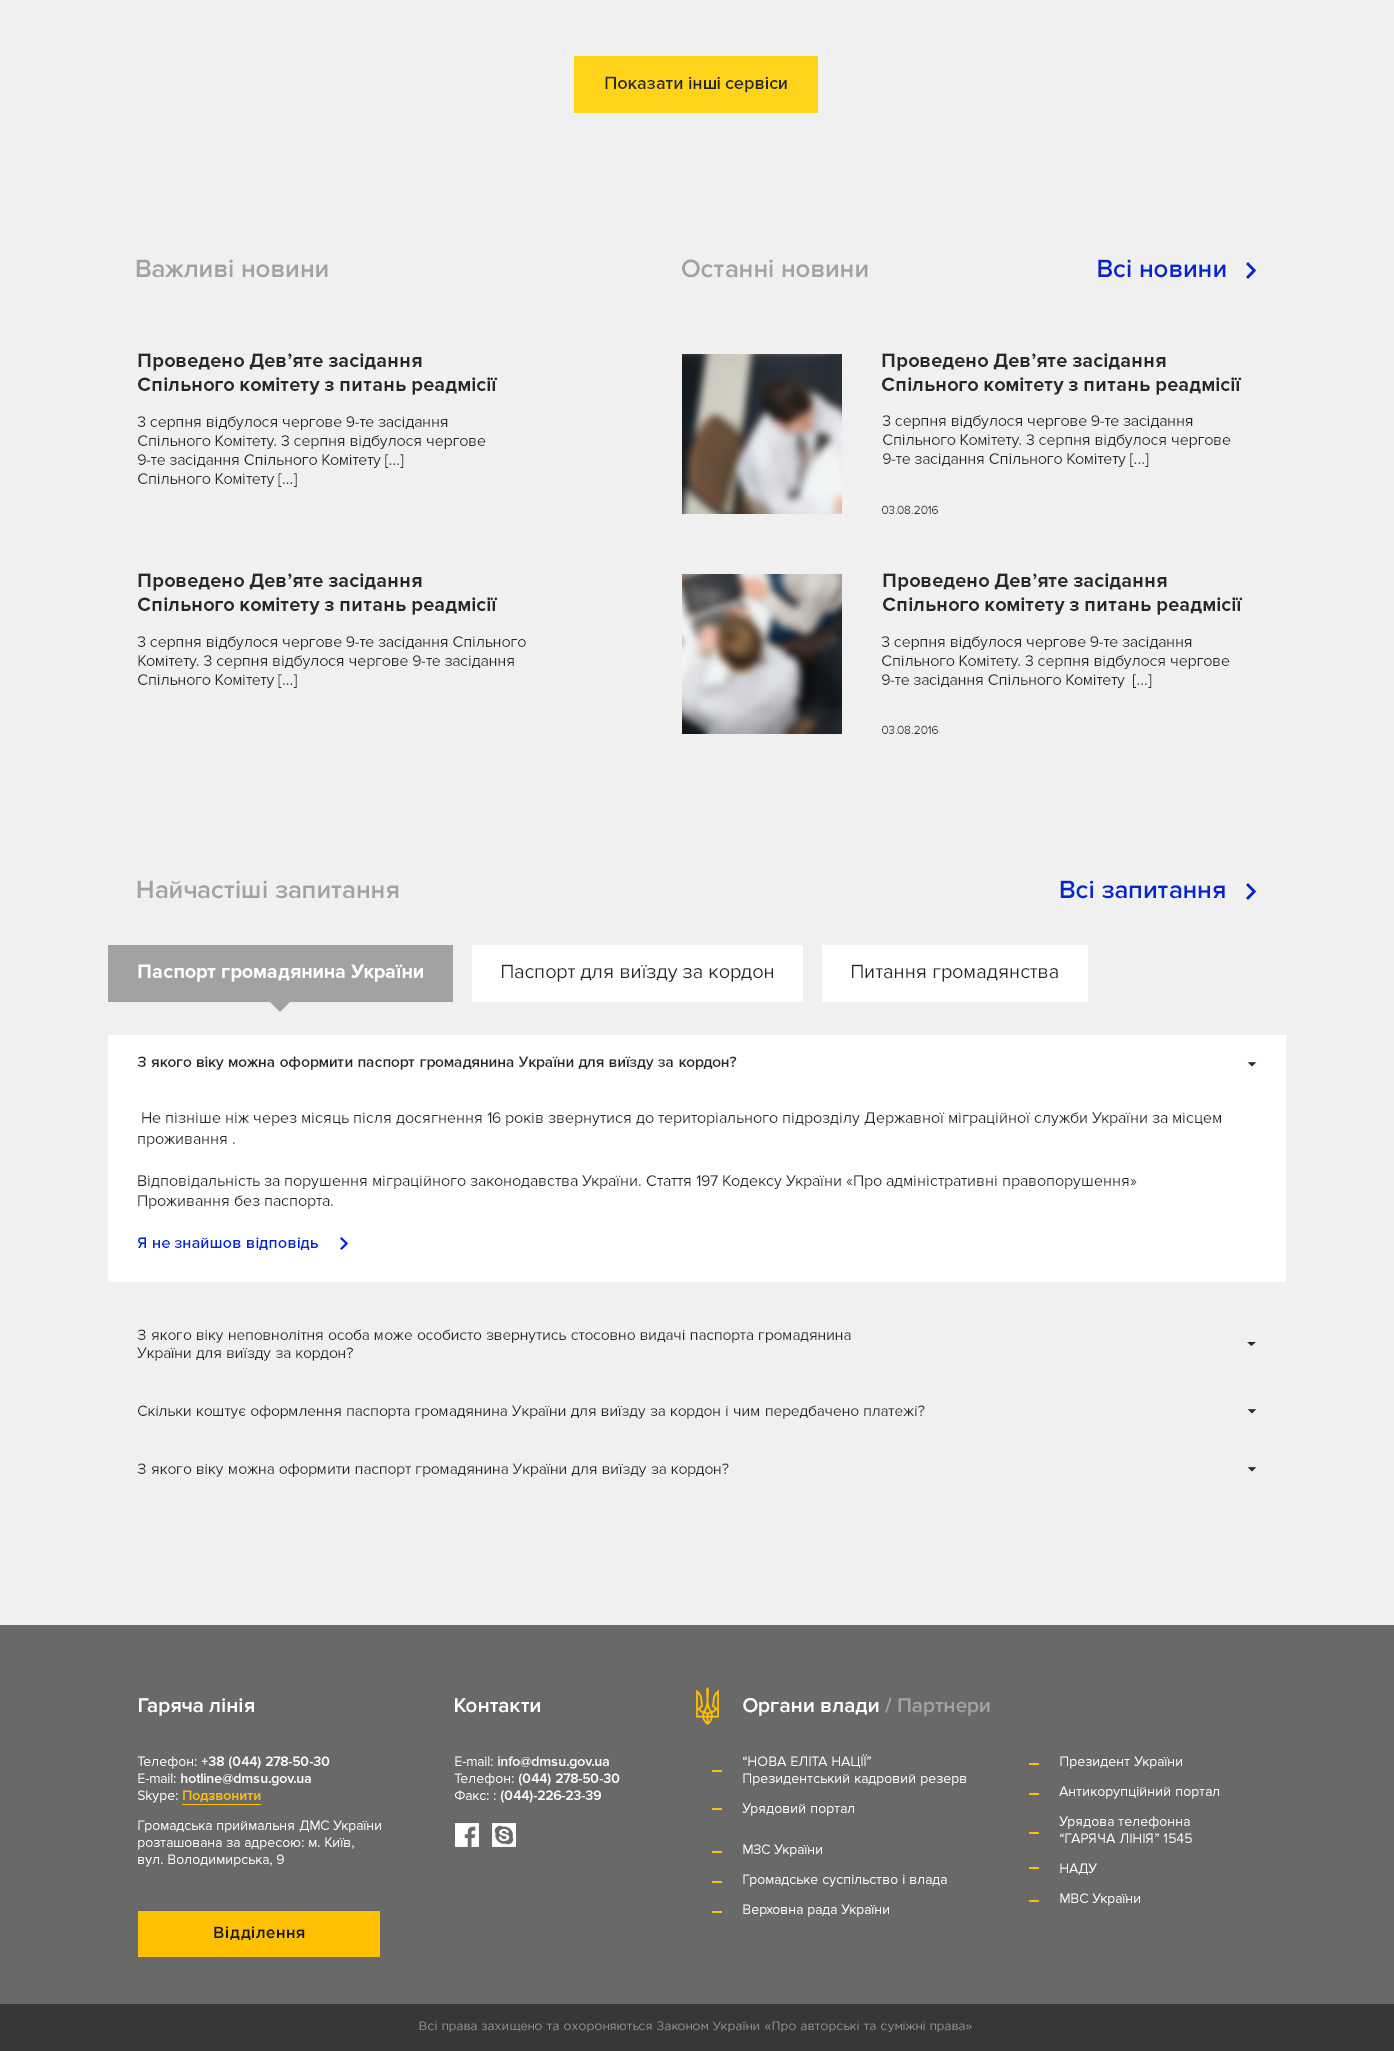 Показати інші сервіси
Важливі новини
Проведено Дев’яте засідання
Спільного комітету з питань реадмісії
3 серпня відбулося чергове 9-те засідання
Спільного Комітету. 3 серпня відбулося чергове
9-те засідання Спільного Комітету [...]
Спільного Комітету [...]
Проведено Дев’яте засідання
Спільного комітету з питань реадмісії
3 серпня відбулося чергове 9-те засідання Спільного
Комітету. 3 серпня відбулося чергове 9-те засідання
Спільного Комітету [...]
Останні новини
Всі новини
Проведено Дев’яте засідання
Спільного комітету з питань реадмісії
3 серпня відбулося чергове 9-те засідання
Спільного Комітету. 3 серпня відбулося чергове
9-те засідання Спільного Комітету [...]
03.08.2016
Проведено Дев’яте засідання
Спільного комітету з питань реадмісії
3 серпня відбулося чергове 9-те засідання
Спільного Комітету. 3 серпня відбулося чергове
9-те засідання Спільного Комітету [...]
03.08.2016
Найчастіші запитання
Всі запитання
Паспорт громадянина України
Паспорт для виїзду за кордон
Питання громадянства
З якого віку можна оформити паспорт громадянина України для виїзду за кордон?
Не пізніше ніж через місяць після досягнення 16 років звернутися до територіального підрозділу Державної міграційної служби України за місцем
проживання .
Відповідальність за порушення міграційного законодавства України. Стаття 197 Кодексу України «Про адміністративні правопорушення»
Проживання без паспорта.
Я не знайшов відповідь
З якого віку неповнолітня особа може особисто звернутись стосовно видачі паспорта громадянина
України для виїзду за кордон?
Скільки коштує оформлення паспорта громадянина України для виїзду за кордон і чим передбачено платежі?
З якого віку можна оформити паспорт громадянина України для виїзду за кордон?
Гаряча лінія
Телефон: +38 (044) 278-50-30
E-mail: hotline@dmsu.gov.ua
Skype: Подзвонити
Громадська приймальня ДМС України
розташована за адресою: м. Київ,
вул. Володимирська, 9
Відділення
Контакти
E-mail: info@dmsu.gov.ua
Телефон: (044) 278-50-30
Факс: : (044)-226-23-39
Органи влади / Партнери
“НОВА ЕЛІТА НАЦІЇ”
Президентський кадровий резерв
Урядовий портал
МЗС України
Громадське суспільство і влада
Верховна рада України
Президент України
Антикорупційний портал
Урядова телефонна
“ГАРЯЧА ЛІНІЯ” 1545
НАДУ
МВС України
Всі права захищено та охороняються Законом України «Про авторські та суміжні права»